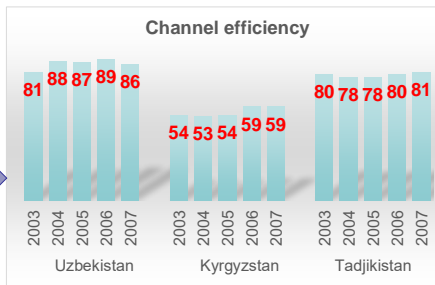 Channel efficiency
81 88 87 89 86 54 53 54 59 59 80 78 78 80 81
2003 2004 2005 2006 2007 2003 2004 2005 2006 2007 2003 2004 2005 2006 2007
Uzbekistan Kyrgyzstan Tadjikistan